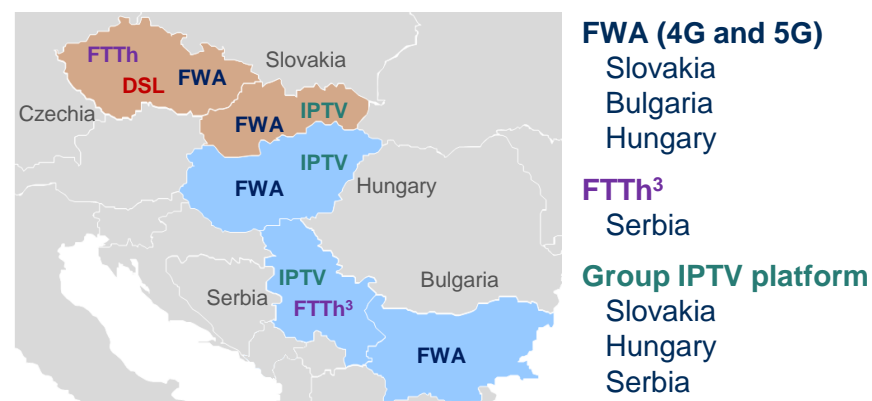 FTTh
DSL
FWA
Slovakia
Czechia
FWA
IPTV
IPTV
FWA
Hungary
IPTV
Serbia
FTTh³
Bulgaria
FWA
FWA (4G and 5G)
Slovakia
Bulgaria
Hungary
FTTh³
Serbia
Group IPTV platform
Slovakia
Hungary
Serbia